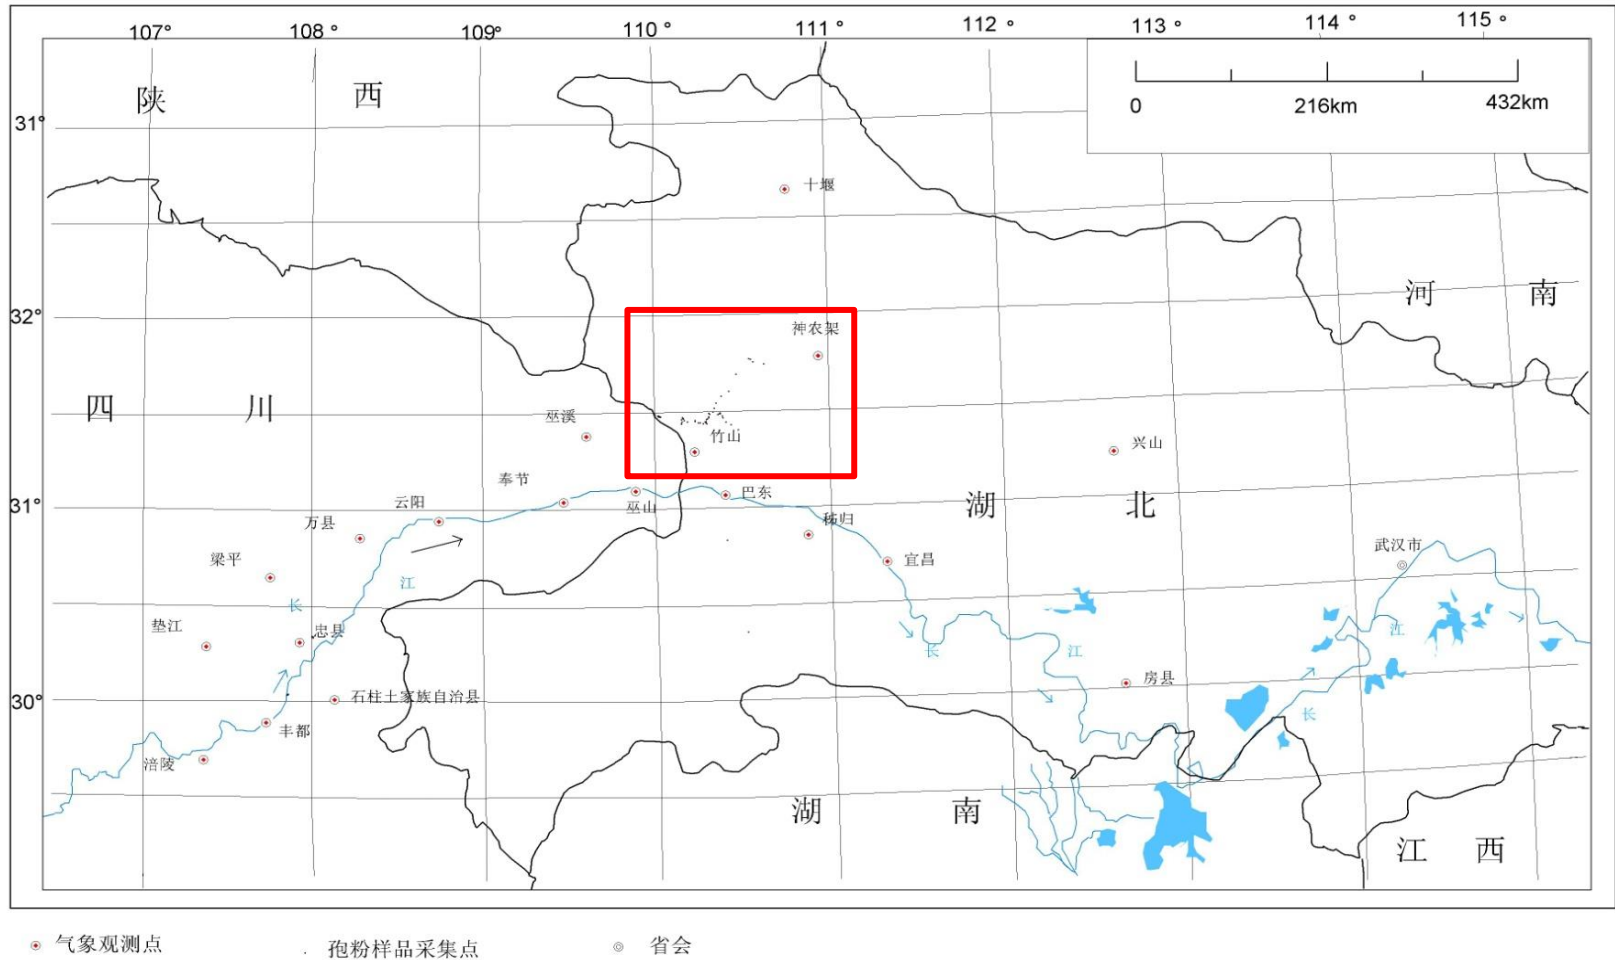 107° 108° 109° 110° 111° 112° 113° 114° 115°
0 216km 432km
陕 西
31°
十堰
河 南
32°
神农架
四 川
巫溪
竹山
兴山
奉节
31°
云阳
巫山
巴东
湖 北
万县
秭归
武汉市
梁平
宜昌
长 江
垫江
忠县
长 江
江
30°
石柱土家族自治县
房县
长
丰都
涪陵
湖 南
江 西
气象观测点 孢粉样品采集点 省会